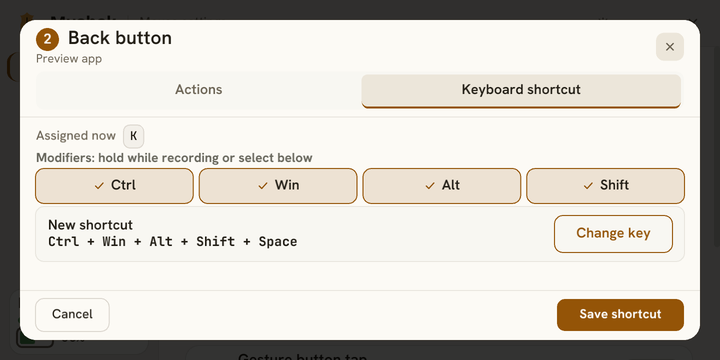 2 Back button
Preview app
Actions
Keyboard shortcut
Assigned now K
Modifiers: hold while recording or select below
Ctrl
Win
Alt
Shift
New shortcut
Ctrl + Win + Alt + Shift + Space
Change key
Cancel
Save shortcut